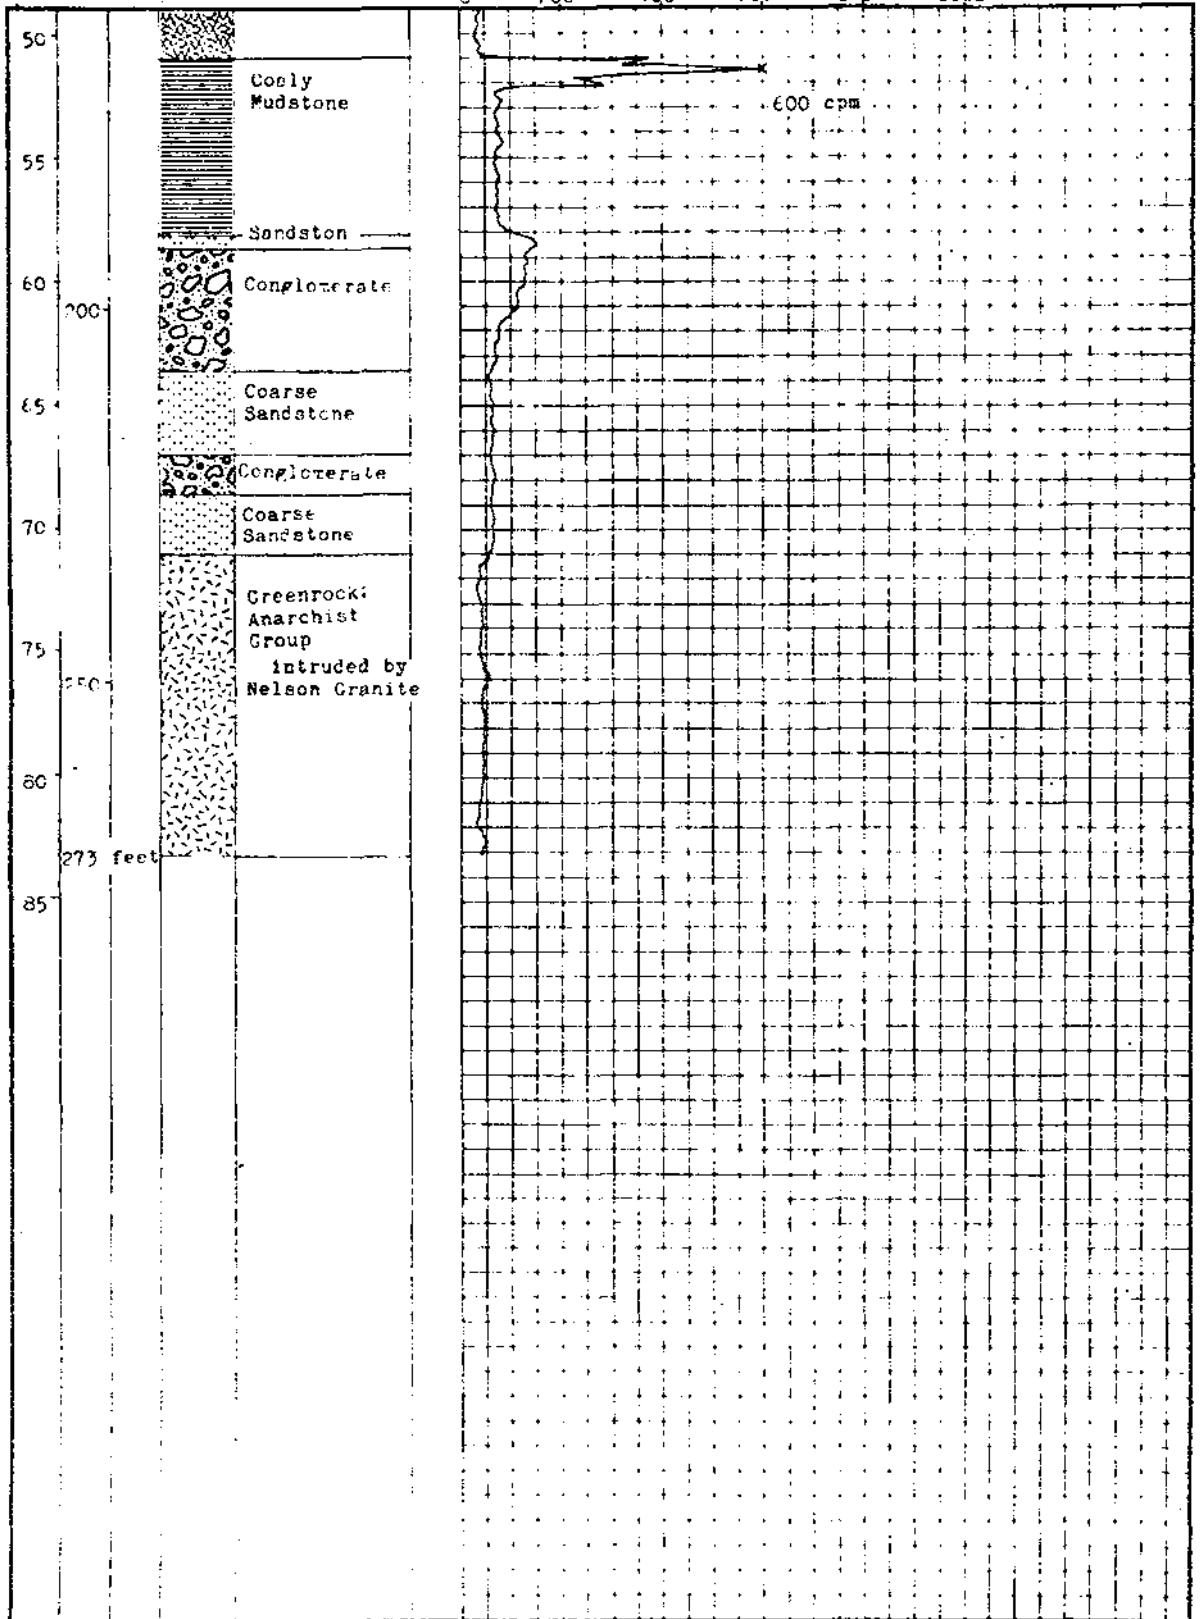 50
Coaly
Mudstone
600 cpm
55
Sandston
60
Conglomerate
200
65
Coarse
Sandstone
Conglomerate
70
Coarse
Sandstone
Greenrock:
Anarchist
Group
75
intruded by
250
Nelson Granite
80
273 feet
85